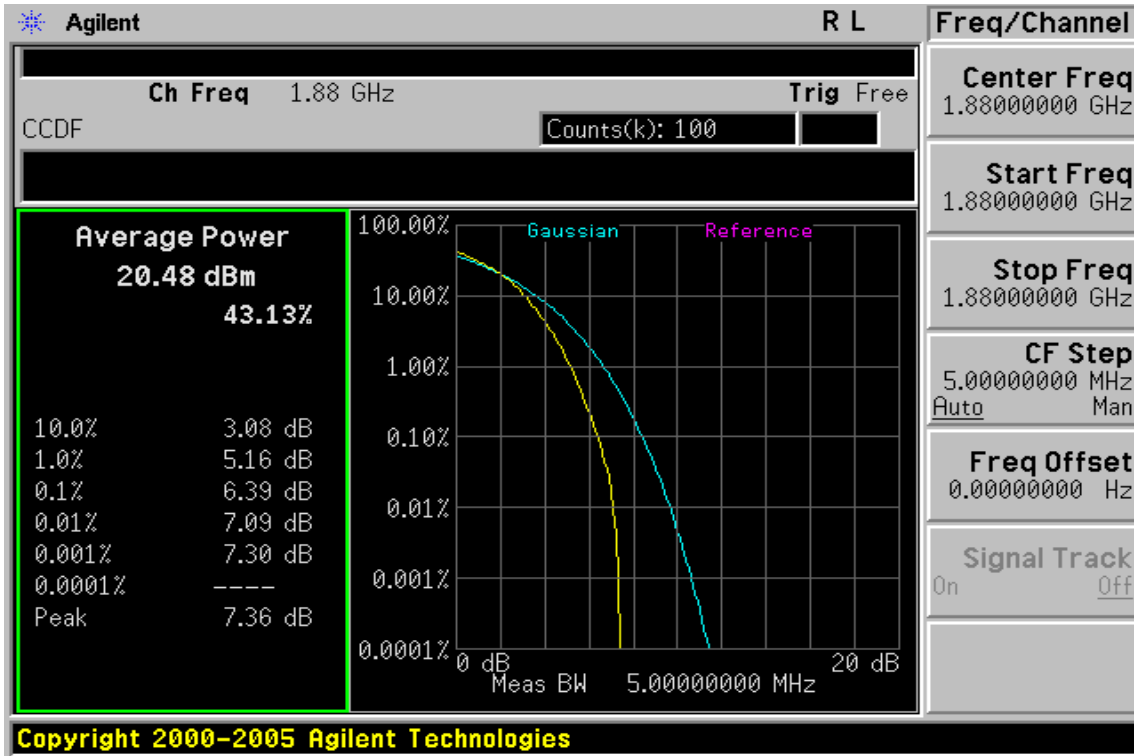 Agilent R L
Ch Freq 1.88 GHz Trig Free
CCDF Counts(k): 100
Average Power
20.48 dBm
43.13%
10.0% 3.08 dB
1.0% 5.16 dB
0.1% 6.39 dB
0.01% 7.09 dB
0.001% 7.30 dB
0.0001% ----
Peak 7.36 dB
Gaussian Reference
100.00%
10.00%
1.00%
0.10%
0.01%
0.001%
0.0001%
0 dB 20 dB
Meas BW 5.00000000 MHz
Freq/Channel
Center Freq
1.88000000 GHz
Start Freq
1.88000000 GHz
Stop Freq
1.88000000 GHz
CF Step
5.00000000 MHz
Auto Man
Freq Offset
0.00000000 Hz
Signal Track
On Off
Copyright 2000-2005 Agilent Technologies